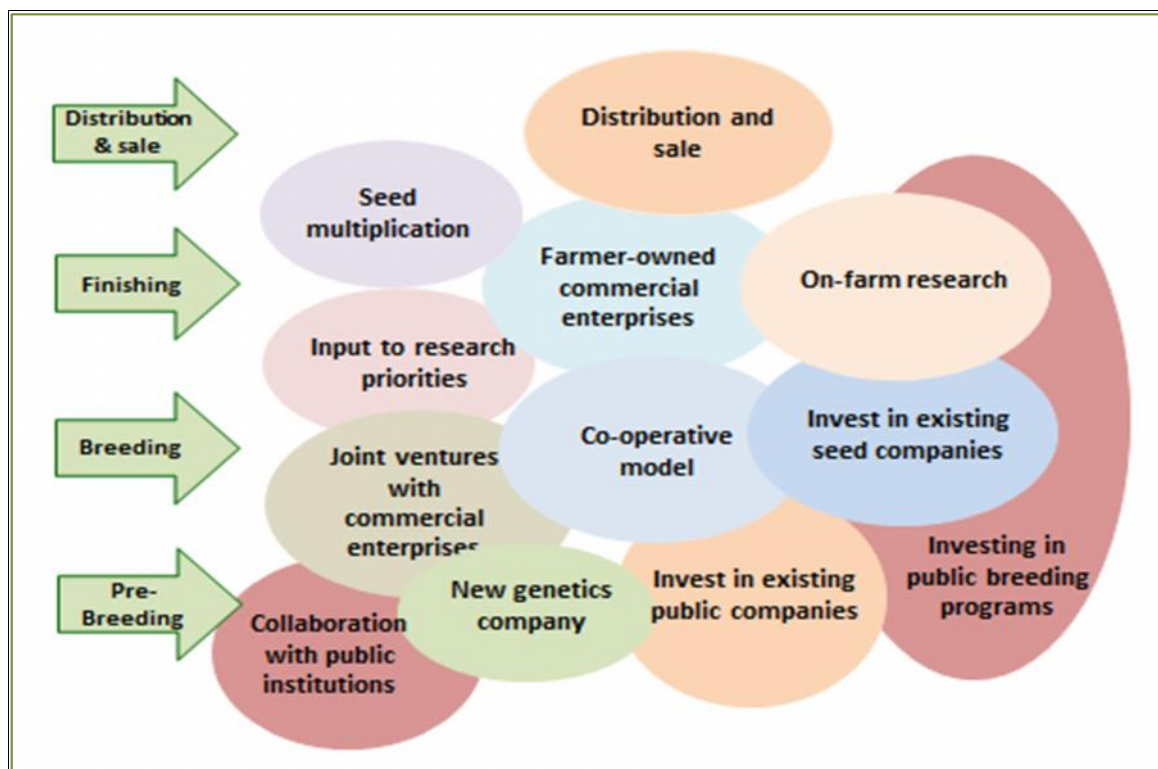 Distribution
& sale
Distribution and
sale
Seed
multiplication
Finishing
Farmer-owned
commercial
enterprises
On-farm research
Input to research
priorities
Breeding
Joint ventures
with
commercial
enterprises
Co-operative
model
Invest in existing
seed companies
Pre-
Breeding
Collaboration
with public
institutions
New genetics
company
Invest in existing
public companies
Investing in
public breeding
programs